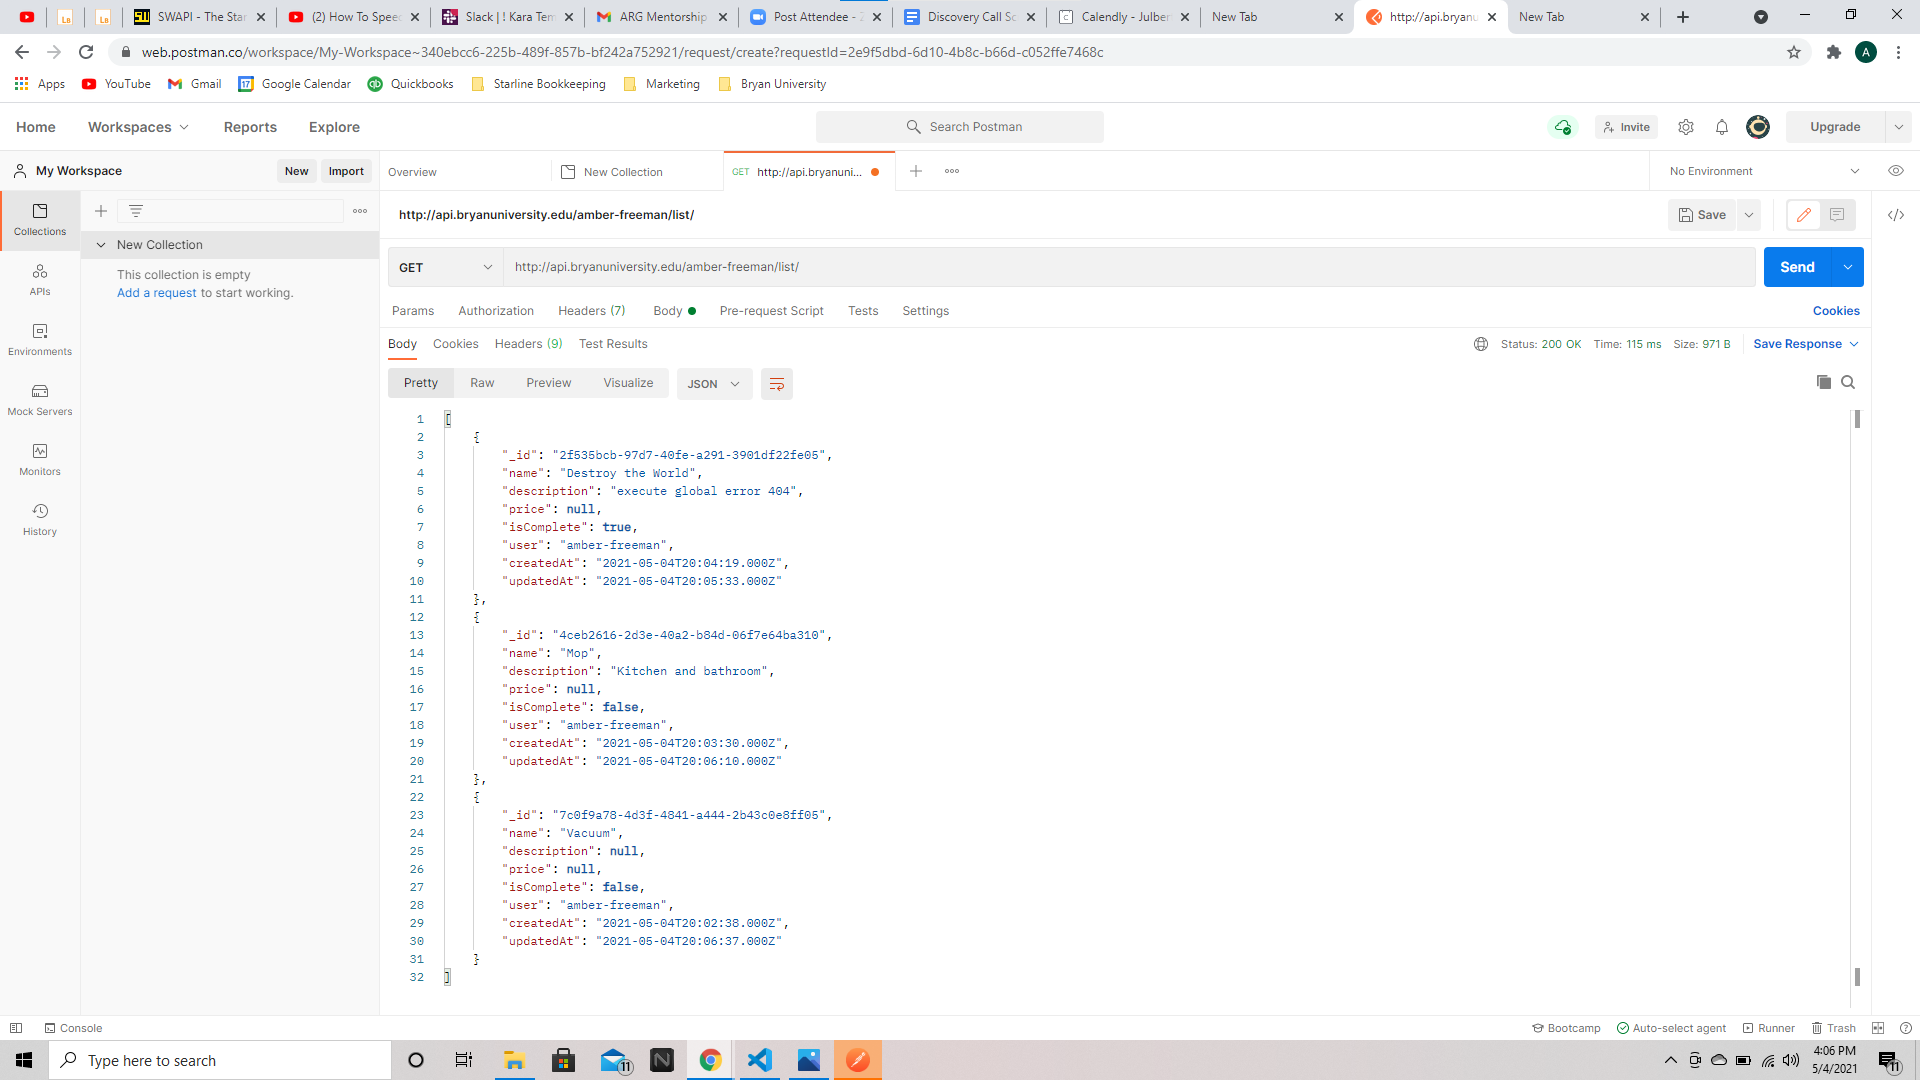 SWAPI - The Star
(2) How To Speed
Slack | ! Kara Tem
ARG Mentorship
Post Attendee - Z
Discovery Call Sc
Calendly - Julber
New Tab
http://api.bryanu
New Tab
web.postman.co/workspace/My-Workspace~340ebcc6-225b-489f-857b-bf242a752921/request/create?requestId=2e9f5dbd-6d10-4b8c-b66d-c052ffe7468c
A
Apps YouTube Gmail 17 Google Calendar qb Quickbooks Starline Bookkeeping Marketing Bryan University
Home Workspaces Reports Explore Search Postman Invite Upgrade
My Workspace New Import Overview New Collection GET http://api.bryanuni... No Environment
Collections
APIs
Environments
Mock Servers
Monitors
History
New Collection
This collection is empty
Add a request to start working.
http://api.bryanuniversity.edu/amber-freeman/list/ Save
GET http://api.bryanuniversity.edu/amber-freeman/list/ Send
Params Authorization Headers (7) Body Pre-request Script Tests Settings Cookies
Body Cookies Headers (9) Test Results Status: 200 OK Time: 115 ms Size: 971 B Save Response
Pretty Raw Preview Visualize JSON
1 [
2 {
3 "_id": "2f535bcb-97d7-40fe-a291-3901df22fe05",
4 "name": "Destroy the World",
5 "description": "execute global error 404",
6 "price": null,
7 "isComplete": true,
8 "user": "amber-freeman",
9 "createdAt": "2021-05-04T20:04:19.000Z",
10 "updatedAt": "2021-05-04T20:05:33.000Z"
11 },
12 {
13 "_id": "4ceb2616-2d3e-40a2-b84d-06f7e64ba310",
14 "name": "Mop",
15 "description": "Kitchen and bathroom",
16 "price": null,
17 "isComplete": false,
18 "user": "amber-freeman",
19 "createdAt": "2021-05-04T20:03:30.000Z",
20 "updatedAt": "2021-05-04T20:06:10.000Z"
21 },
22 {
23 "_id": "7c0f9a78-4d3f-4841-a444-2b43c0e8ff05",
24 "name": "Vacuum",
25 "description": null,
26 "price": null,
27 "isComplete": false,
28 "user": "amber-freeman",
29 "createdAt": "2021-05-04T20:02:38.000Z",
30 "updatedAt": "2021-05-04T20:06:37.000Z"
31 }
32 ]
Console Bootcamp Auto-select agent Runner Trash
Type here to search 11 4:06 PM
5/4/2021 11